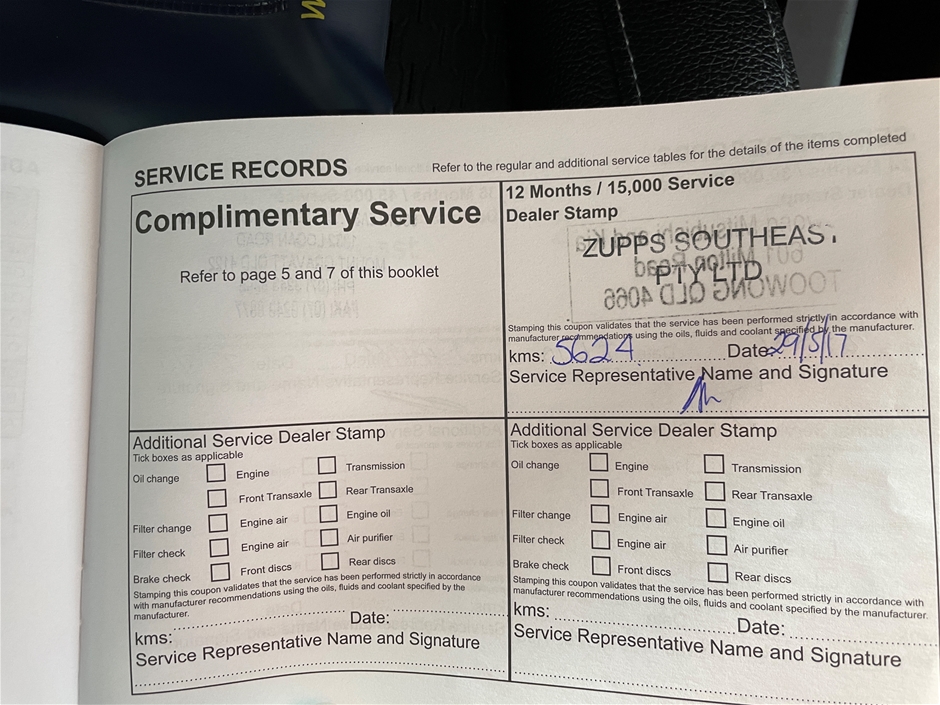 SERVICE RECORDS
Refer to the regular and additional service tables for the details of the items completed
Complimentary Service
Refer to page 5 and 7 of this booklet
12 Months / 15,000 Service
Dealer Stamp
ZUPPS SOUTHEAST
PTY LTD
Stamping this coupon validates that the service has been performed strictly in accordance with
manufacturer recommendations using the oils, fluids and coolant specified by the manufacturer.
kms: 5624 Date: 29/5/17
Service Representative Name and Signature
Additional Service Dealer Stamp
Tick boxes as applicable
Oil change Engine Transmission
Front Transaxle Rear Transaxle
Filter change Engine air Engine oil
Filter check Engine air Air purifier
Brake check Front discs Rear discs
Stamping this coupon validates that the service has been performed strictly in accordance
with manufacturer recommendations using the oils, fluids and coolant specified by the
manufacturer.
kms: Date:
Service Representative Name and Signature
Additional Service Dealer Stamp
Tick boxes as applicable
Oil change Engine Transmission
Front Transaxle Rear Transaxle
Filter change Engine air Engine oil
Filter check Engine air Air purifier
Brake check Front discs Rear discs
Stamping this coupon validates that the service has been performed strictly in accordance with
manufacturer recommendations using the oils, fluids and coolant specified by the manufacturer.
kms: Date:
Service Representative Name and Signature